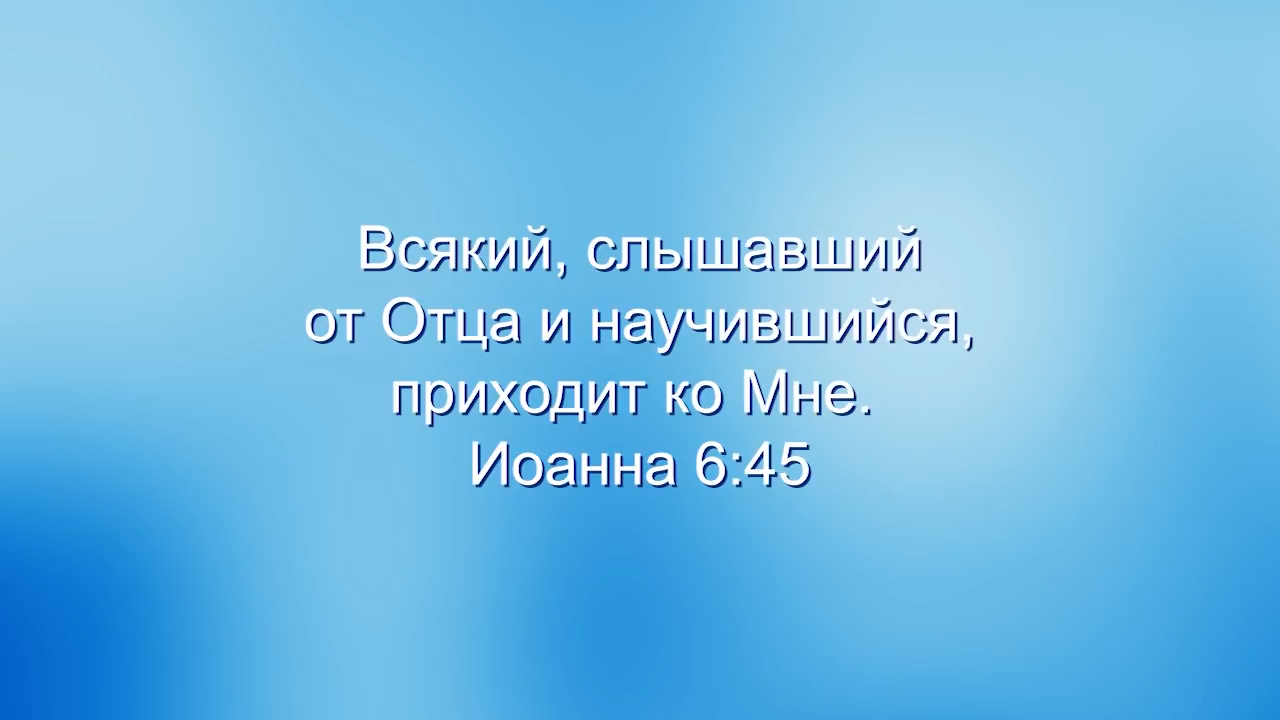 Всякий, слышавший
от Отца и научившийся,
приходит ко Мне.
Иоанна 6:45